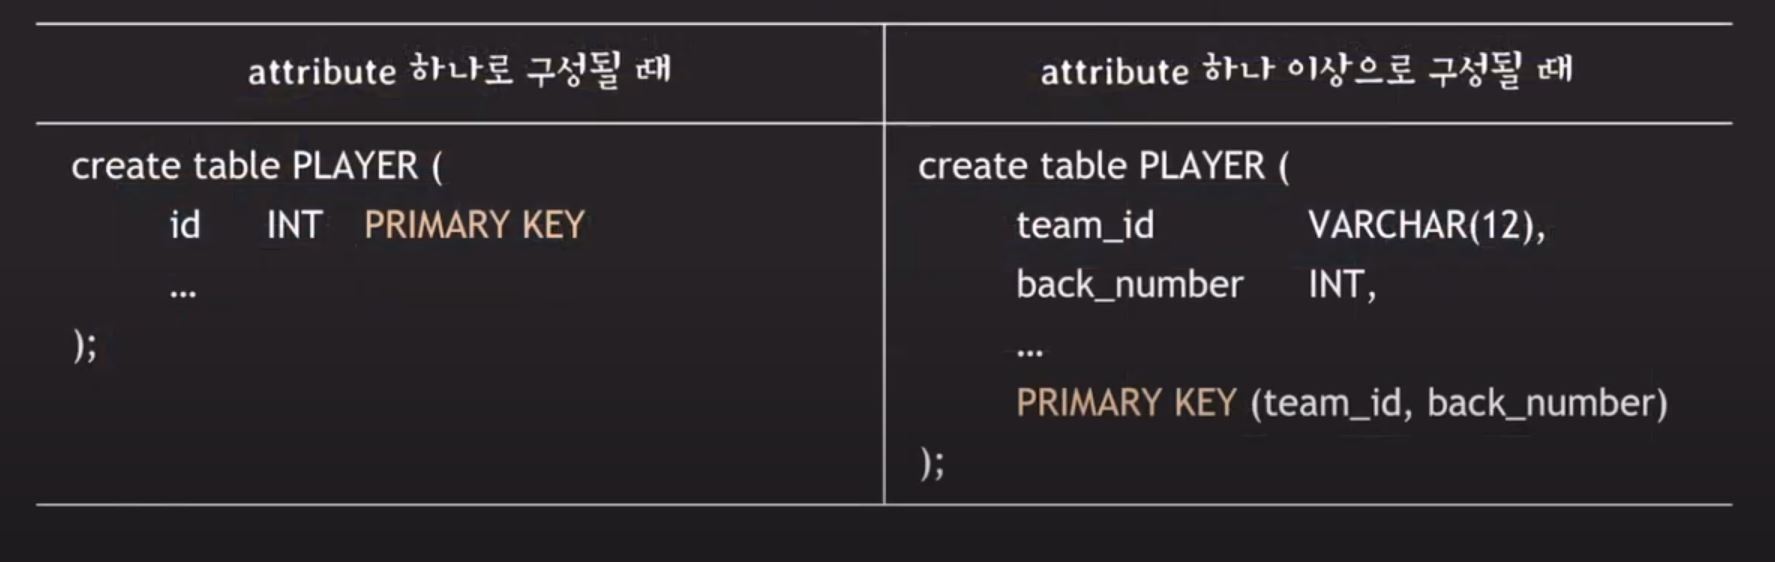 attribute 하나로 구성될 때
create table PLAYER (
id INT PRIMARY KEY
...
);
attribute 하나 이상으로 구성될 때
create table PLAYER (
team_id VARCHAR(12),
back_number INT,
...
PRIMARY KEY (team_id, back_number)
);